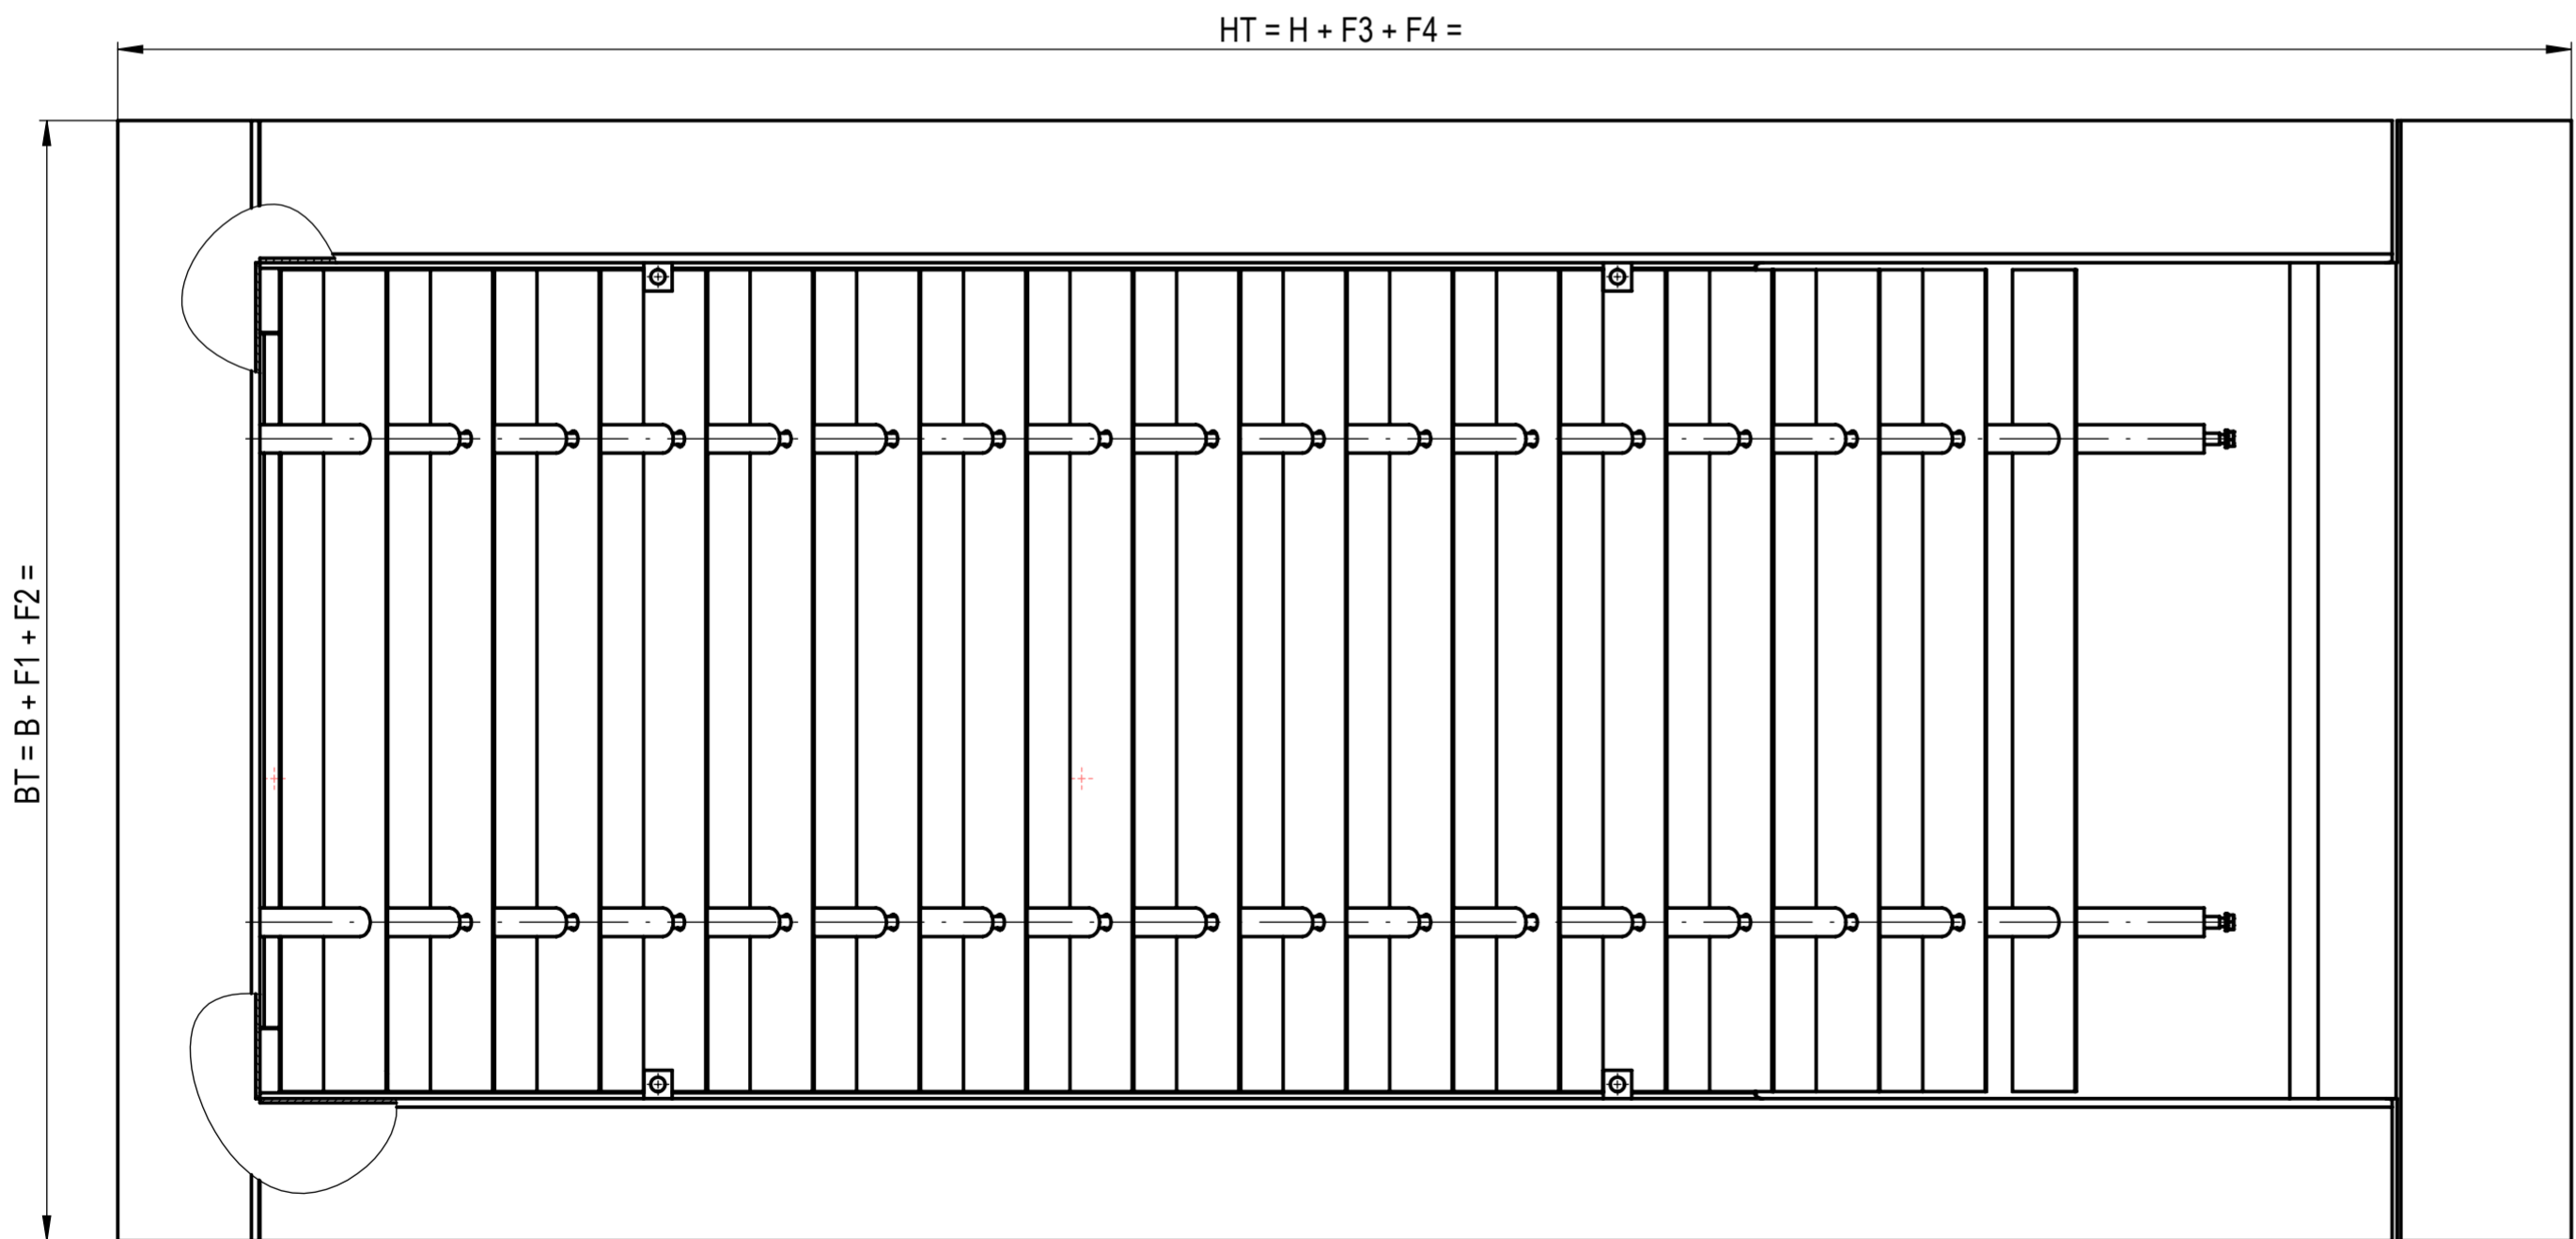 HT = H + F3 + F4 =
BT = B + F1 + F2 =